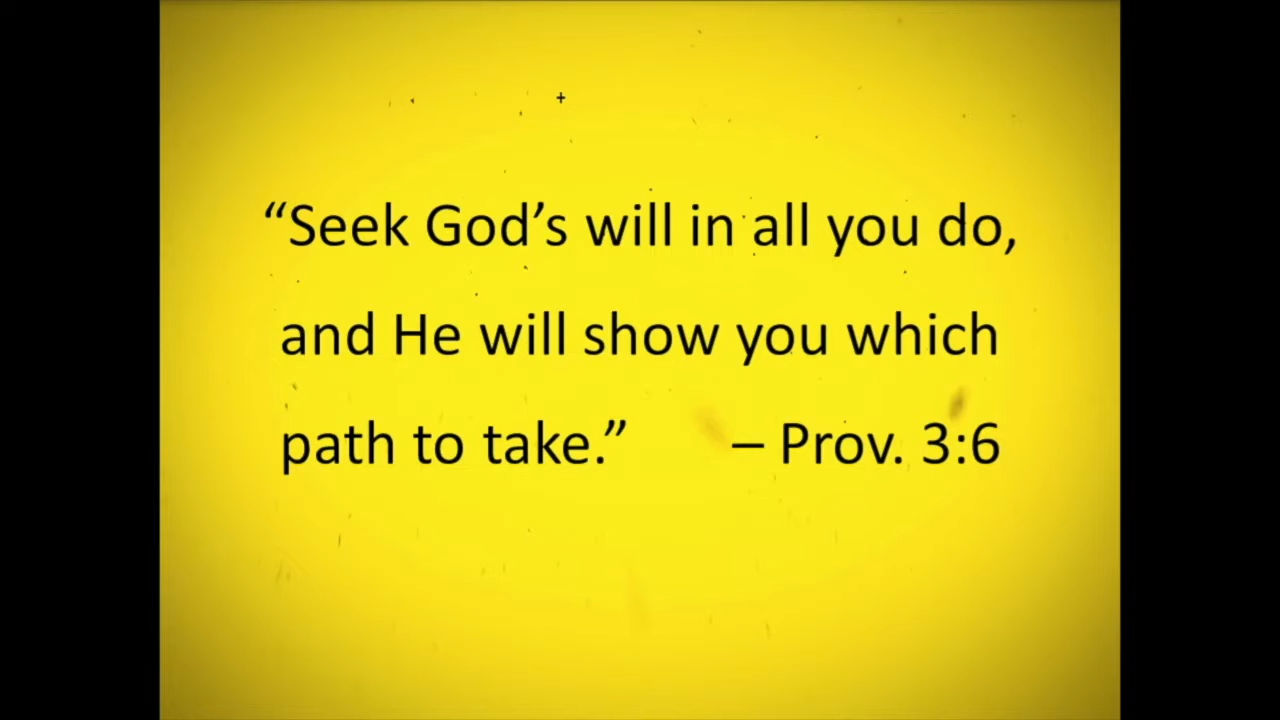 “Seek God’s will in all you do,
and He will show you which
path to take.” – Prov. 3:6